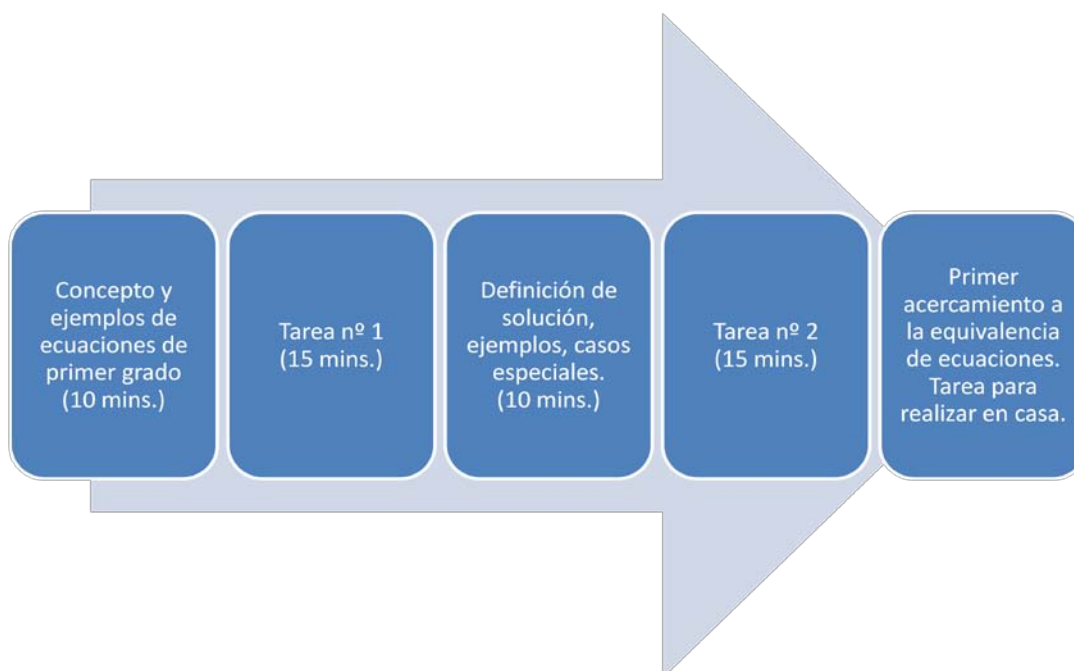 Concepto y
ejemplos de
ecuaciones de
primer grado
(10 mins.)
Tarea nº 1
(15 mins.)
Definición de
solución,
ejemplos, casos
especiales.
(10 mins.)
Tarea nº 2
(15 mins.)
Primer
acercamiento a
la equivalencia
de ecuaciones.
Tarea para
realizar en casa.